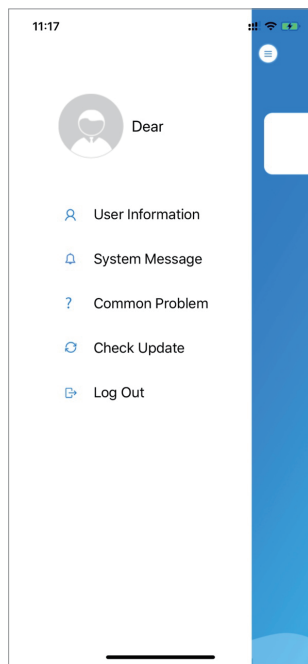 11:17
Dear
User Information
System Message
? Common Problem
Check Update
Log Out